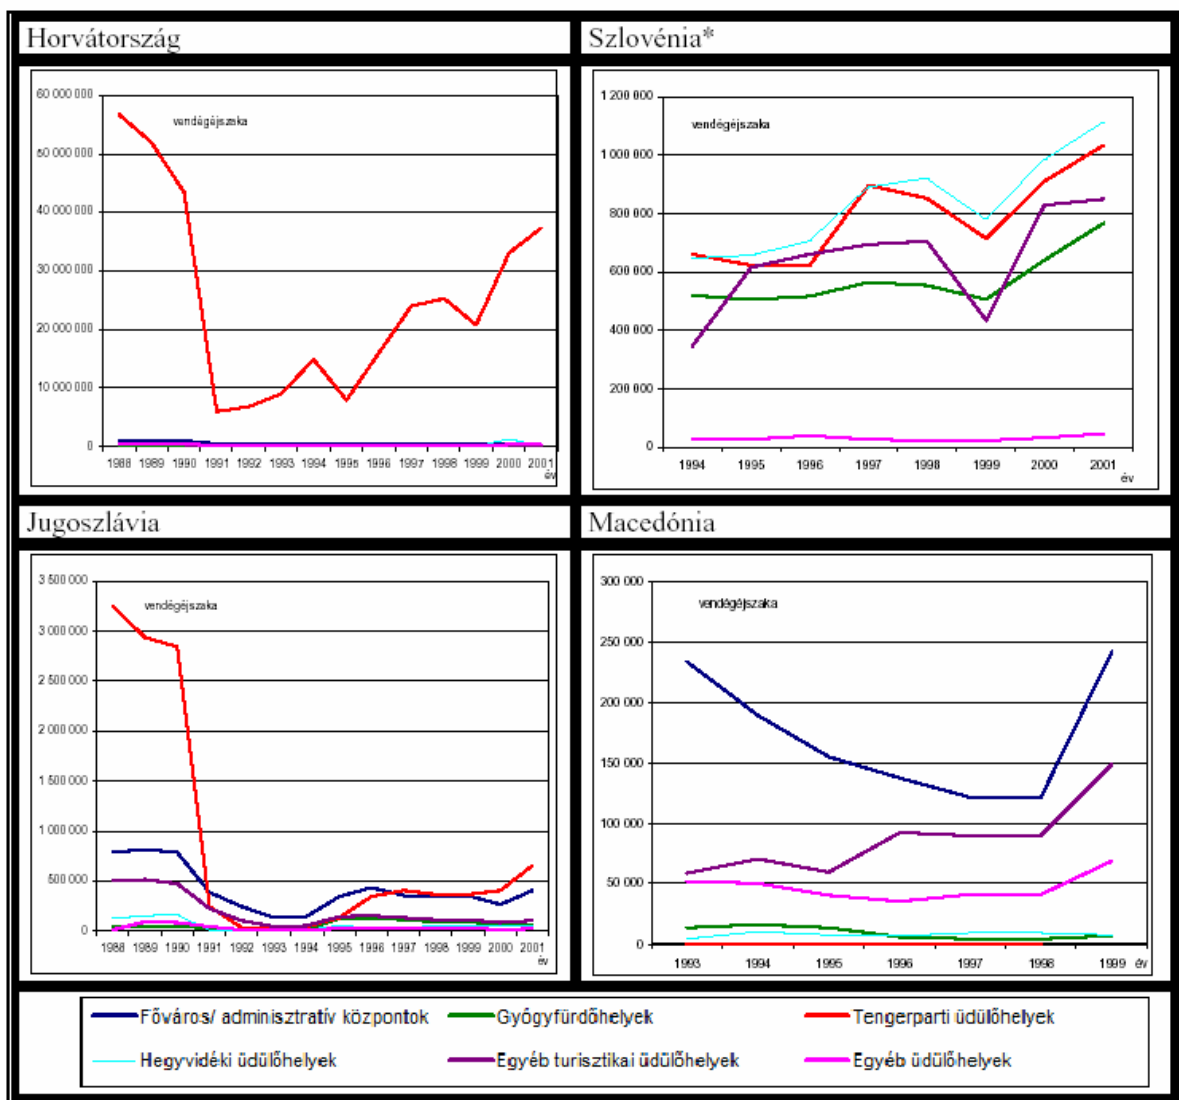 Horvátország
60 000 000
vendégéjszaka
50 000 000
40 000 000
30 000 000
20 000 000
10 000 000
0
1988 1989 1990 1991 1992 1993 1994 1995 1996 1997 1998 1999 2000 2001
év
Szlovénia*
1 200 000
vendégéjszaka
1 000 000
800 000
600 000
400 000
200 000
0
1994 1995 1996 1997 1998 1999 2000 2001
év
Jugoszlávia
3 500 000
vendégéjszaka
3 000 000
2 500 000
2 000 000
1 500 000
1 000 000
500 000
0
1988 1989 1990 1991 1992 1993 1994 1995 1996 1997 1998 1999 2000 2001
év
Macedónia
300 000
vendégéjszaka
250 000
200 000
150 000
100 000
50 000
0
1993 1994 1995 1996 1997 1998 1999 év
Főváros/ adminisztratív központok Gyógyfürdőhelyek Tengerparti üdülőhelyek
Hegyvidéki üdülőhelyek Egyéb turisztikai üdülőhelyek Egyéb üdülőhelyek